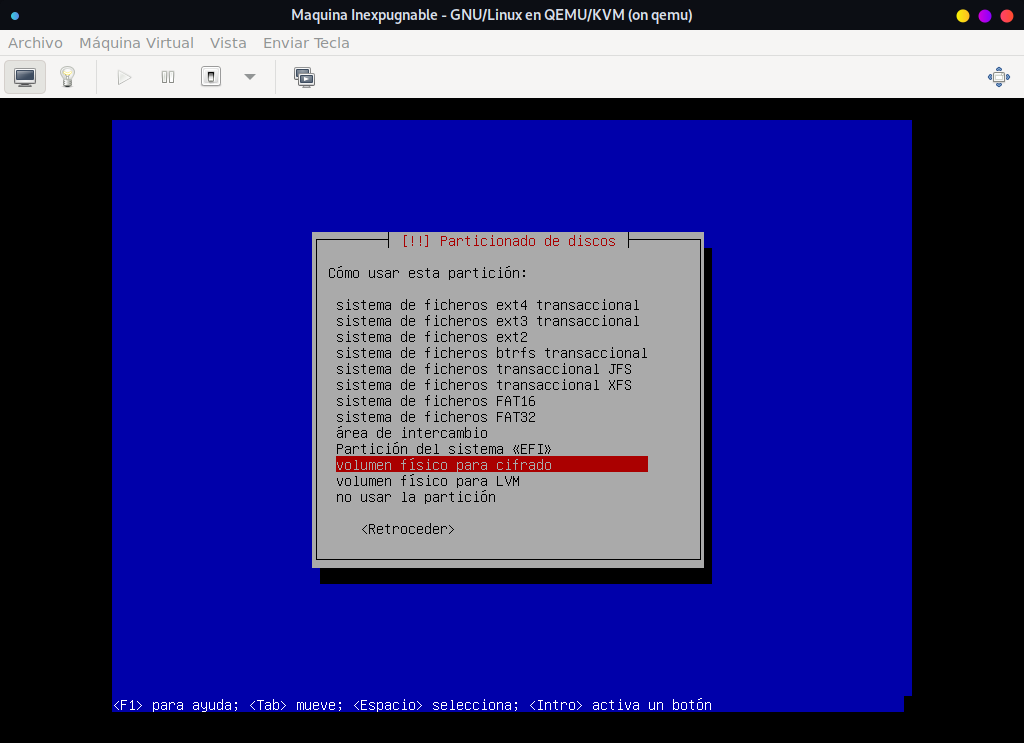 Maquina Inexpugnable - GNU/Linux en QEMU/KVM (on qemu)
Archivo Máquina Virtual Vista Enviar Tecla
[!!] Particionado de discos
Cómo usar esta partición:
sistema de ficheros ext4 transaccional
sistema de ficheros ext3 transaccional
sistema de ficheros ext2
sistema de ficheros btrfs transaccional
sistema de ficheros transaccional JFS
sistema de ficheros transaccional XFS
sistema de ficheros FAT16
sistema de ficheros FAT32
área de intercambio
Partición del sistema «EFI»
volumen físico para cifrado
volumen físico para LVM
no usar la partición
<Retroceder>
<F1> para ayuda; <Tab> mueve; <Espacio> selecciona; <Intro> activa un botón